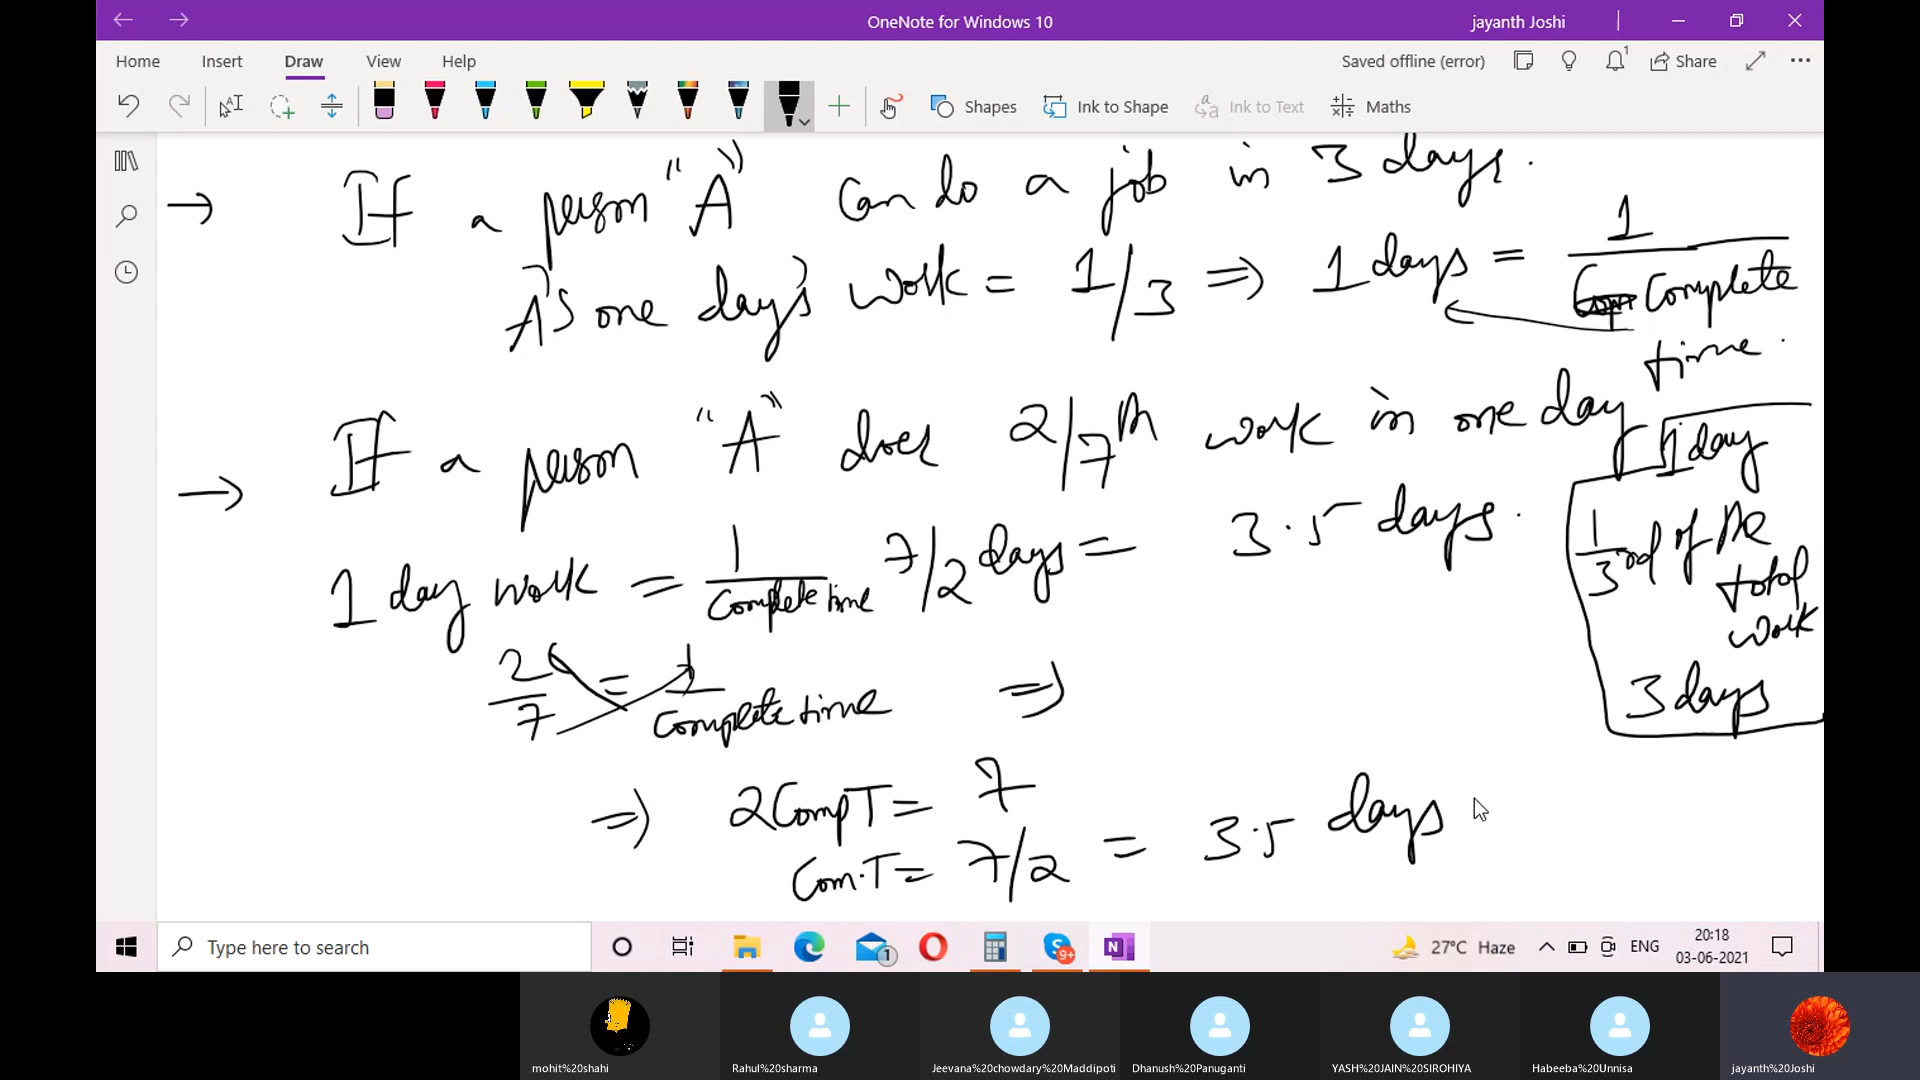 OneNote for Windows 10
jayanth Joshi
Home Insert Draw View Help
Saved offline (error) 1 Share
Shapes Ink to Shape Ink to Text Maths
→ If a person "A" Can do a job in 3 days.
A's one day's work = 1/3 => 1 days = 1 / Complete time.
→ If a person "A" does 2/7th work in one day
7/2 days = 3.5 days.
1 day work = 1 / Complete time
2/7 = 1 / Complete time =>
=> 2 Comp T = 7
Com.T = 7/2 = 3.5 days
1 day
1/3rd of the
total
work
3 days
Type here to search
1
9+
N
27°C Haze
ENG
20:18
03-06-2021
mohit%20shahi
Rahul%20sharma
Jeevana%20chowdary%20Maddipoti
Dhanush%20Panuganti
YASH%20JAIN%20SIROHIYA
Habeeba%20Unnisa
jayanth%20Joshi